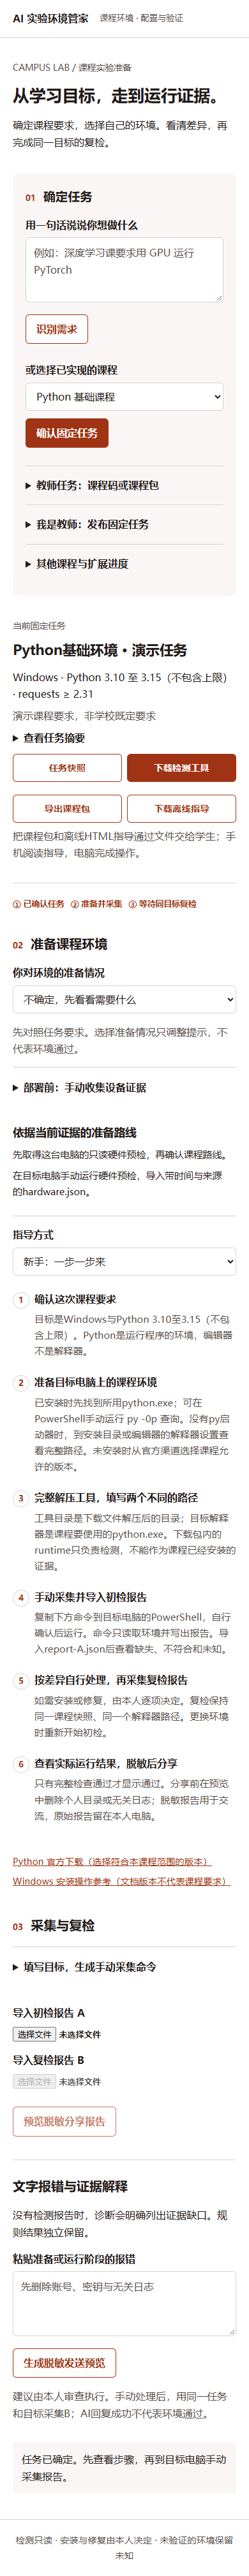 AI 实验环境管家 课程环境 · 配置与验证
CAMPUS LAB / 课程实验准备
从学习目标，走到运行证据。
确定课程要求，选择自己的环境。看清差异，再
完成同一目标的复检。
01 确定任务
用一句话说说你想做什么
例如：深度学习课要求用 GPU 运行
PyTorch
识别需求
或选择已实现的课程
Python 基础课程
确认固定任务
教师任务：课程码或课程包
我是教师：发布固定任务
其他课程与扩展进度
当前固定任务
Python基础环境 · 演示任务
Windows · Python 3.10 至 3.15（不包含上限）
· requests ≥ 2.31
演示课程要求，非学校既定要求
查看任务摘要
任务快照
下载检测工具
导出课程包
下载离线指导
把课程包和离线HTML指导通过文件交给学生；手
机阅读指导，电脑完成操作。
① 已确认任务 ② 准备并采集 ③ 等待同目标复检
02 准备课程环境
你对环境的准备情况
不确定，先看看需要什么
先对照任务要求。选择准备情况只调整提示，不
代表环境通过。
部署前：手动收集设备证据
依据当前证据的准备路线
先取得这台电脑的只读硬件预检，再确认课程路线。
在目标电脑手动运行硬件预检，导入带时间与来源
的hardware.json。
指导方式
新手：一步一步来
1 确认这次课程要求
目标是Windows与Python 3.10至3.15（不包
含上限）。Python是运行程序的环境，编辑器
不是解释器。
2 准备目标电脑上的课程环境
已安装时先找到所用python.exe；可在
PowerShell手动运行 py -0p 查询。没有py启
动器时，到安装目录或编辑器的解释器设置查
看完整路径。未安装时从官方渠道选择课程允
许的版本。
3 完整解压工具，填写两个不同的路径
工具目录是下载文件解压后的目录；目标解释
器是课程要使用的python.exe。下载包内的
runtime只负责检测，不能作为课程已经安装的
证据。
4 手动采集并导入初检报告
复制下方命令到目标电脑的PowerShell，自行
确认后运行。命令只读取环境并写出报告。导
入report-A.json后查看缺失、不符合和未知。
5 按差异自行处理，再采集复检报告
如需安装或修复，由本人逐项决定。复检保持
同一课程快照、同一个解释器路径。更换环境
时重新开始初检。
6 查看实际运行结果，脱敏后分享
只有完整检查通过才显示通过。分享前在预览
中删除个人目录或无关日志；脱敏报告用于交
流，原始报告留在本人电脑。
Python 官方下载（选择符合本课程范围的版本）
Windows 安装操作参考（文档版本不代表课程要求）
03 采集与复检
填写目标，生成手动采集命令
导入初检报告 A
选择文件 未选择文件
导入复检报告 B
选择文件 未选择文件
预览脱敏分享报告
文字报错与证据解释
没有检测报告时，诊断会明确列出证据缺口。规
则结果独立保留。
粘贴准备或运行阶段的报错
先删除账号、密钥与无关日志
生成脱敏发送预览
建议由本人审查执行。手动处理后，用同一任务
和目标采集B；AI回复成功不代表环境通过。
任务已确定。先查看步骤，再到目标电脑手动
采集报告。
检测只读 · 安装与修复由本人决定 · 未验证的环境保留
未知